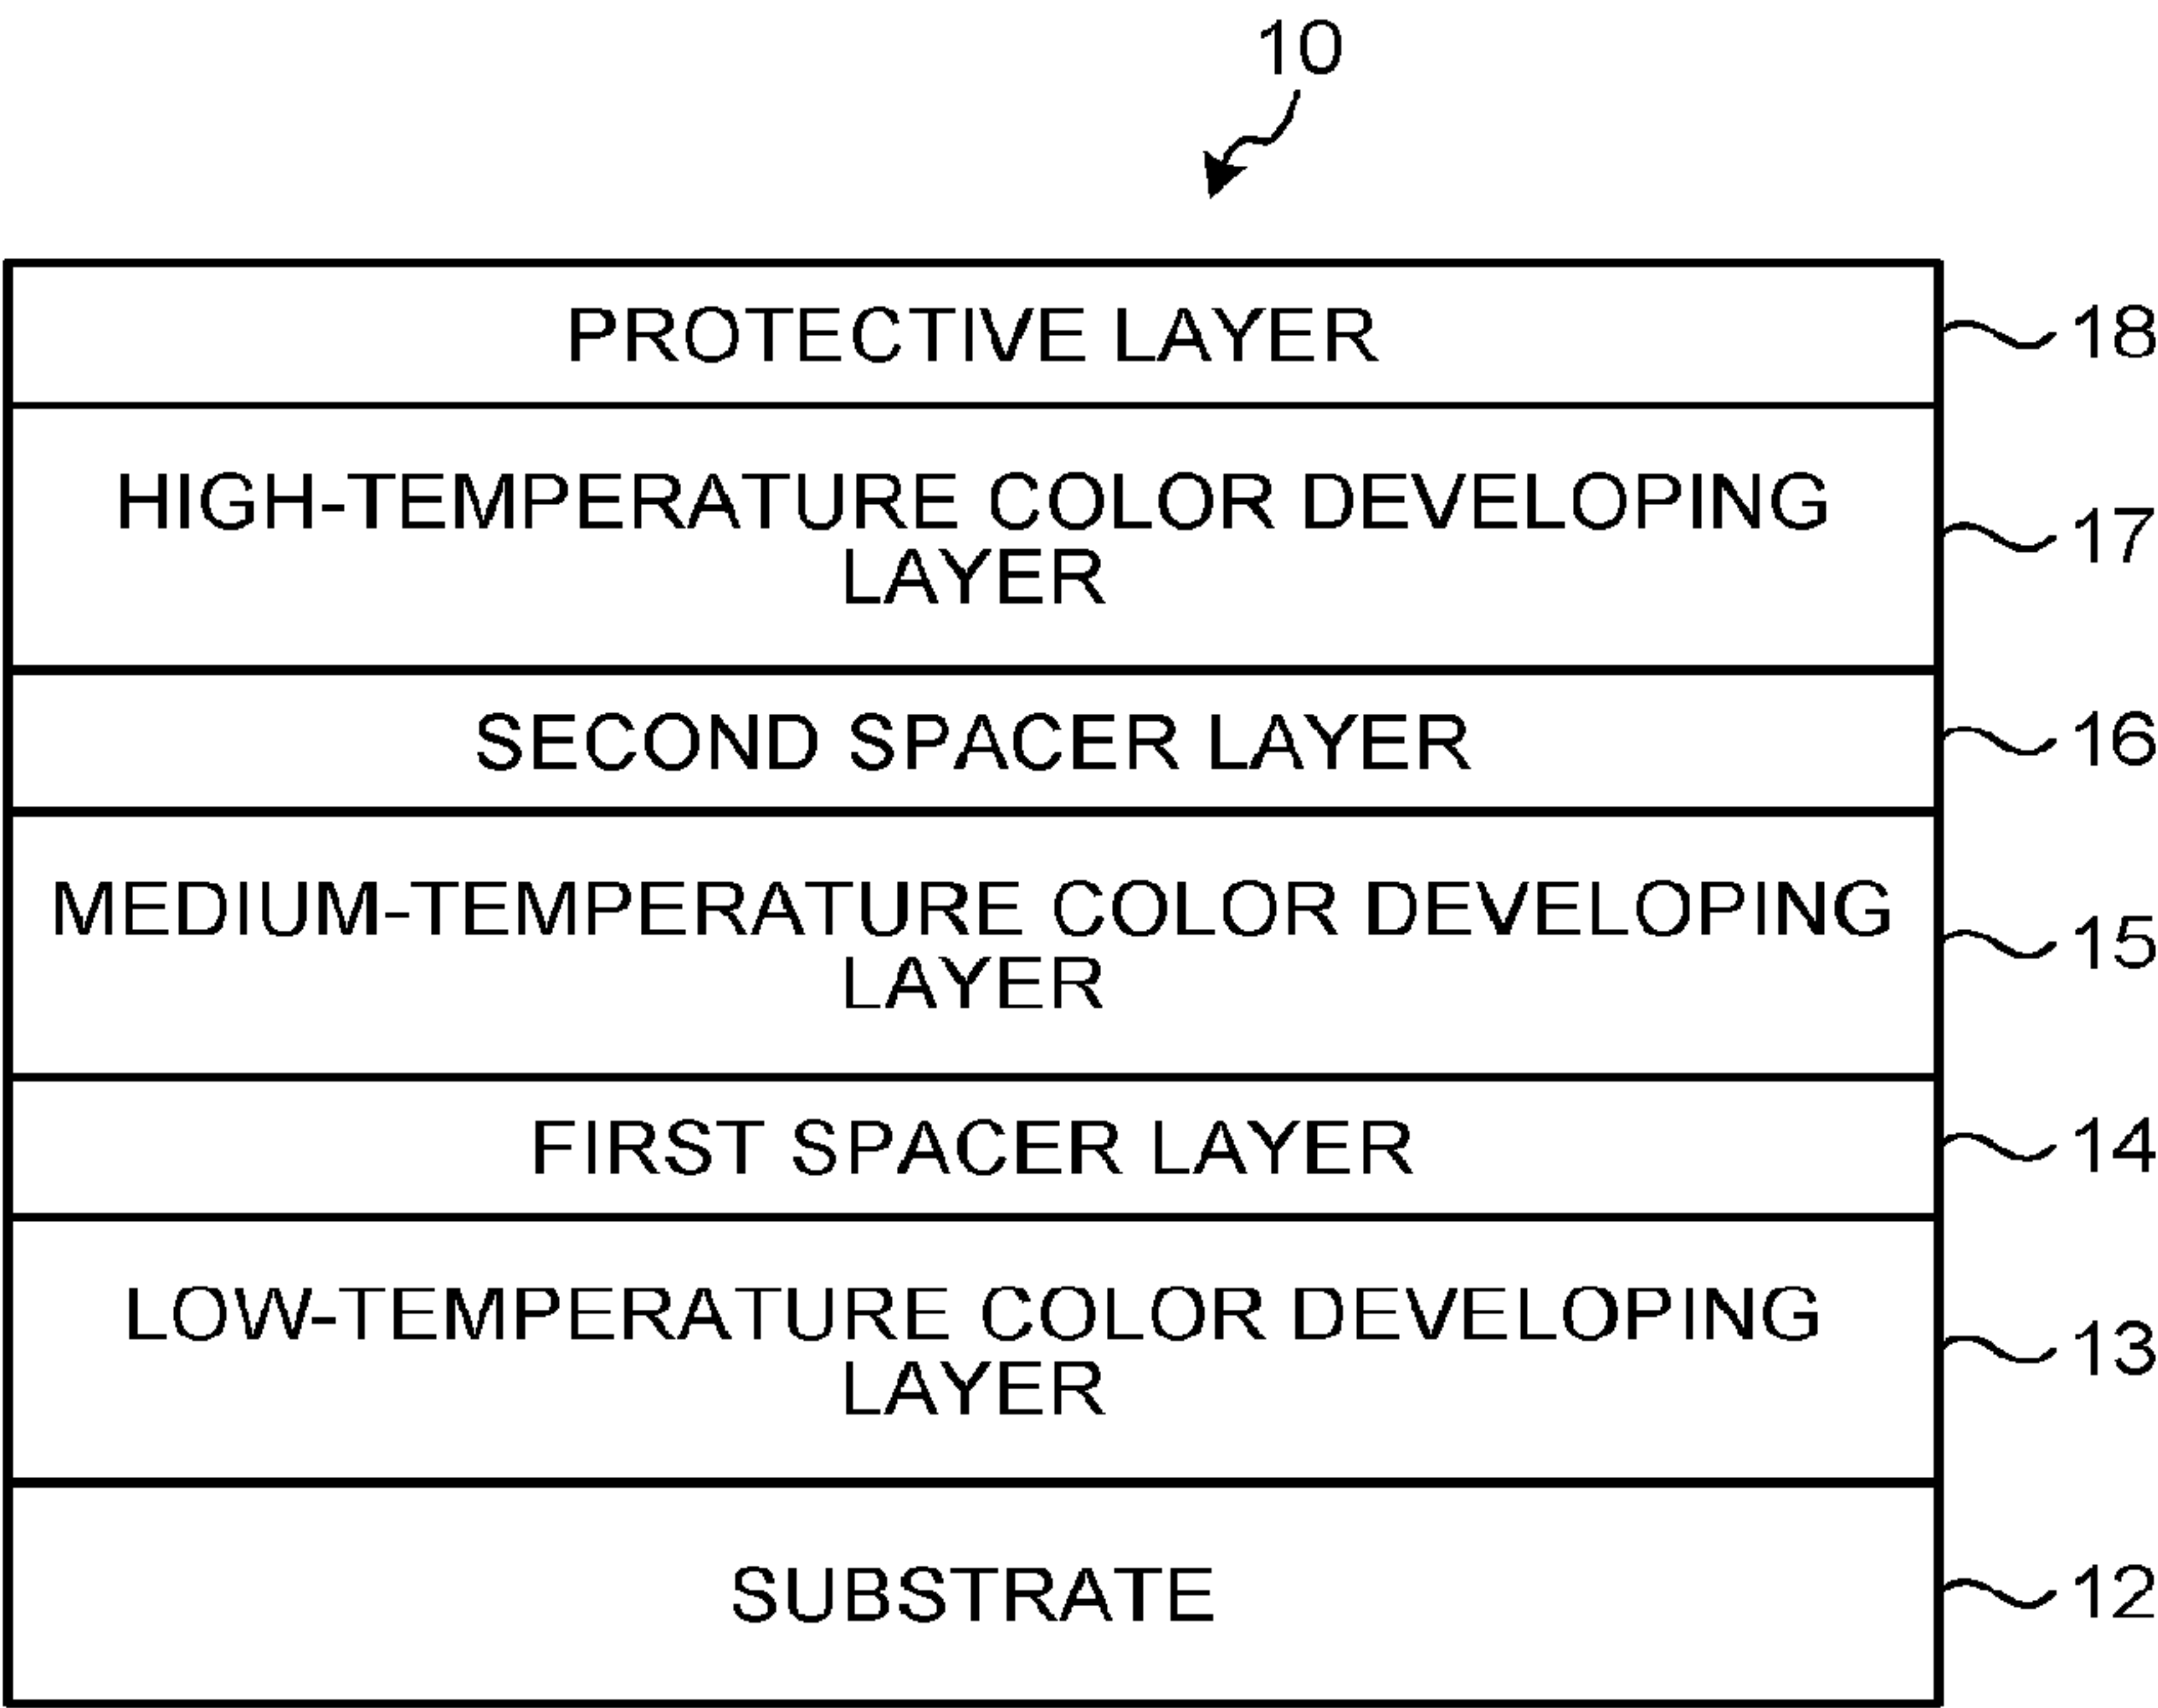 10
PROTECTIVE LAYER
18
HIGH-TEMPERATURE COLOR DEVELOPING
LAYER
17
SECOND SPACER LAYER
16
MEDIUM-TEMPERATURE COLOR DEVELOPING
LAYER
15
FIRST SPACER LAYER
14
LOW-TEMPERATURE COLOR DEVELOPING
LAYER
13
SUBSTRATE
12